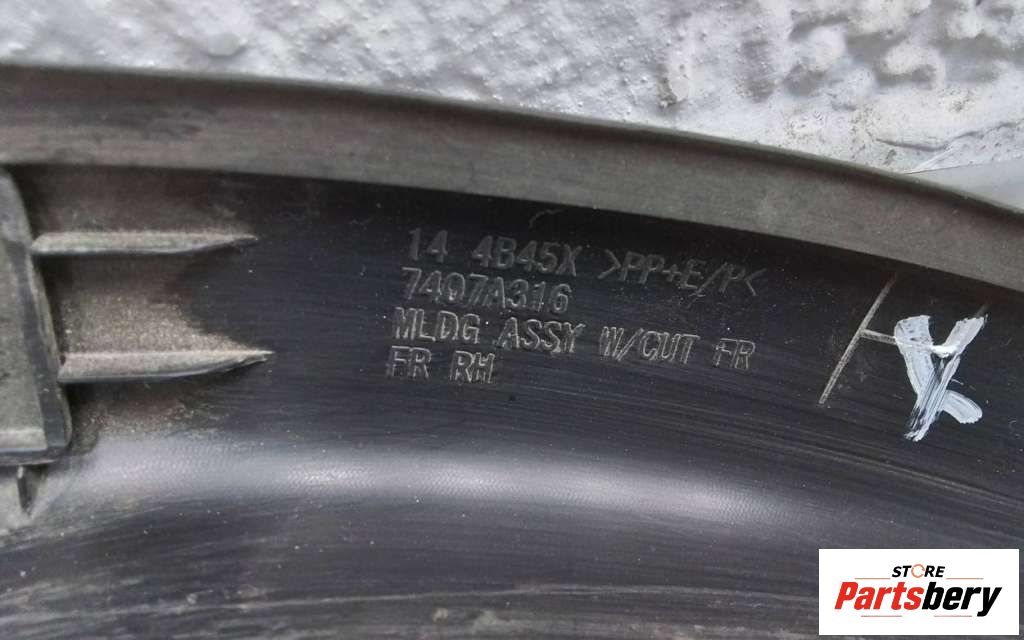 14 4B45X >PP+E/P<
7407A316
MLDG ASSY W/CUT FR
FR RH
STORE
Partsbery